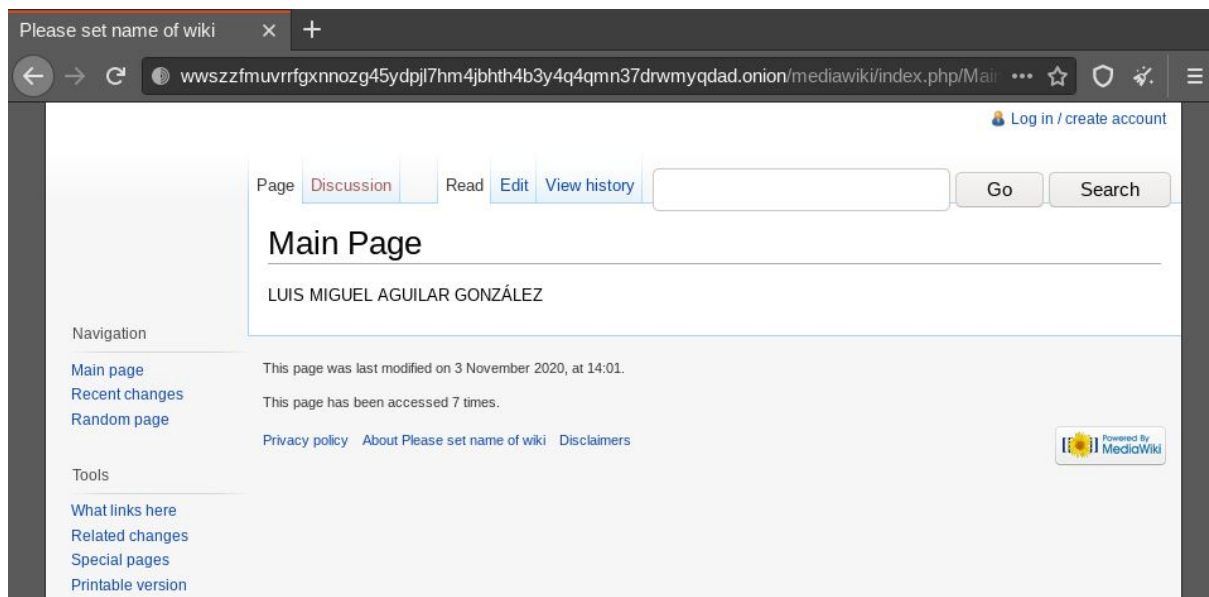 Please set name of wiki
wwszzfmuvrrfgxnnozg45ydpjl7hm4jbhth4b3y4q4qmn37drwmyqdad.onion/mediawiki/index.php/Mai
Log in / create account
Page Discussion Read Edit View history Go Search
Main Page
LUIS MIGUEL AGUILAR GONZÁLEZ
Navigation
Main page
Recent changes
Random page
Tools
What links here
Related changes
Special pages
Printable version
This page was last modified on 3 November 2020, at 14:01.
This page has been accessed 7 times.
Privacy policy About Please set name of wiki Disclaimers
Powered By
MediaWiki